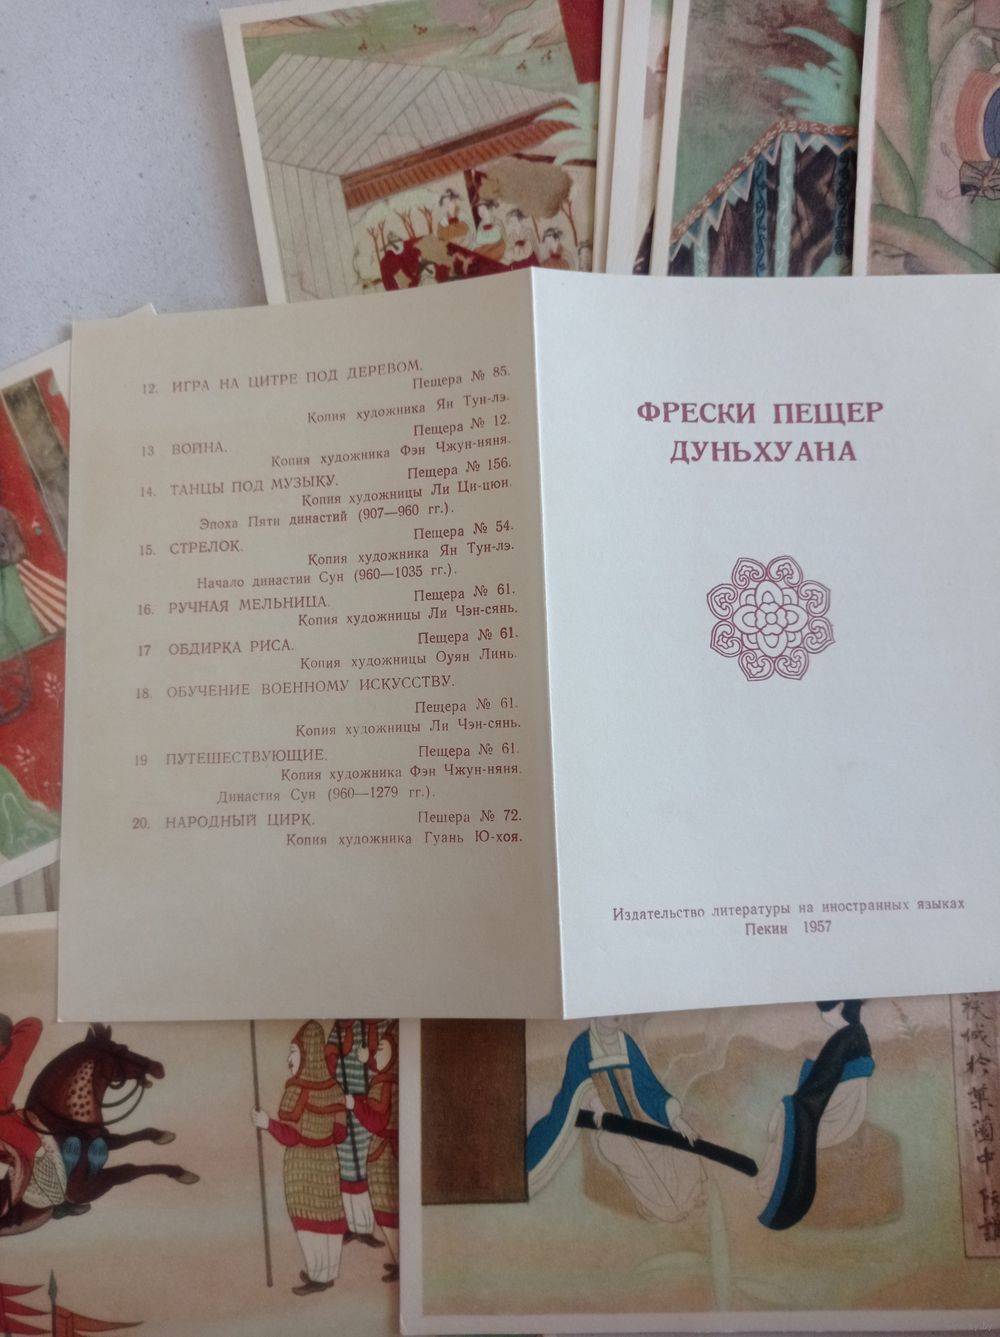 12. ИГРА НА ЦИТРЕ ПОД ДЕРЕВОМ.
Пещера № 85.
Копия художника Ян Тун-лэ.
13 ВОЙНА. Пещера № 12.
Копия художника Фэн Чжун-няня.
14. ТАНЦЫ ПОД МУЗЫКУ. Пещера № 156.
Копия художницы Ли Ци-цюн.
Эпоха Пяти династий (907—960 гг.).
15. СТРЕЛОК. Пещера № 54.
Копия художника Ян Тун-лэ.
Начало династии Сун (960—1035 гг.).
16. РУЧНАЯ МЕЛЬНИЦА. Пещера № 61.
Копия художницы Ли Чэн-сянь.
17 ОБДИРКА РИСА. Пещера № 61.
Копия художницы Оуян Линь.
18. ОБУЧЕНИЕ ВОЕННОМУ ИСКУССТВУ.
Пещера № 61.
Копия художницы Ли Чэн-сянь.
19 ПУТЕШЕСТВУЮЩИЕ. Пещера № 61.
Копия художника Фэн Чжун-няня.
Династия Сун (960—1279 гг.).
20. НАРОДНЫЙ ЦИРК. Пещера № 72.
Копия художника Гуань Ю-хоя.
ФРЕСКИ ПЕЩЕР
ДУНЬХУАНА
Издательство литературы на иностранных языках
Пекин 1957
城於菓薗中